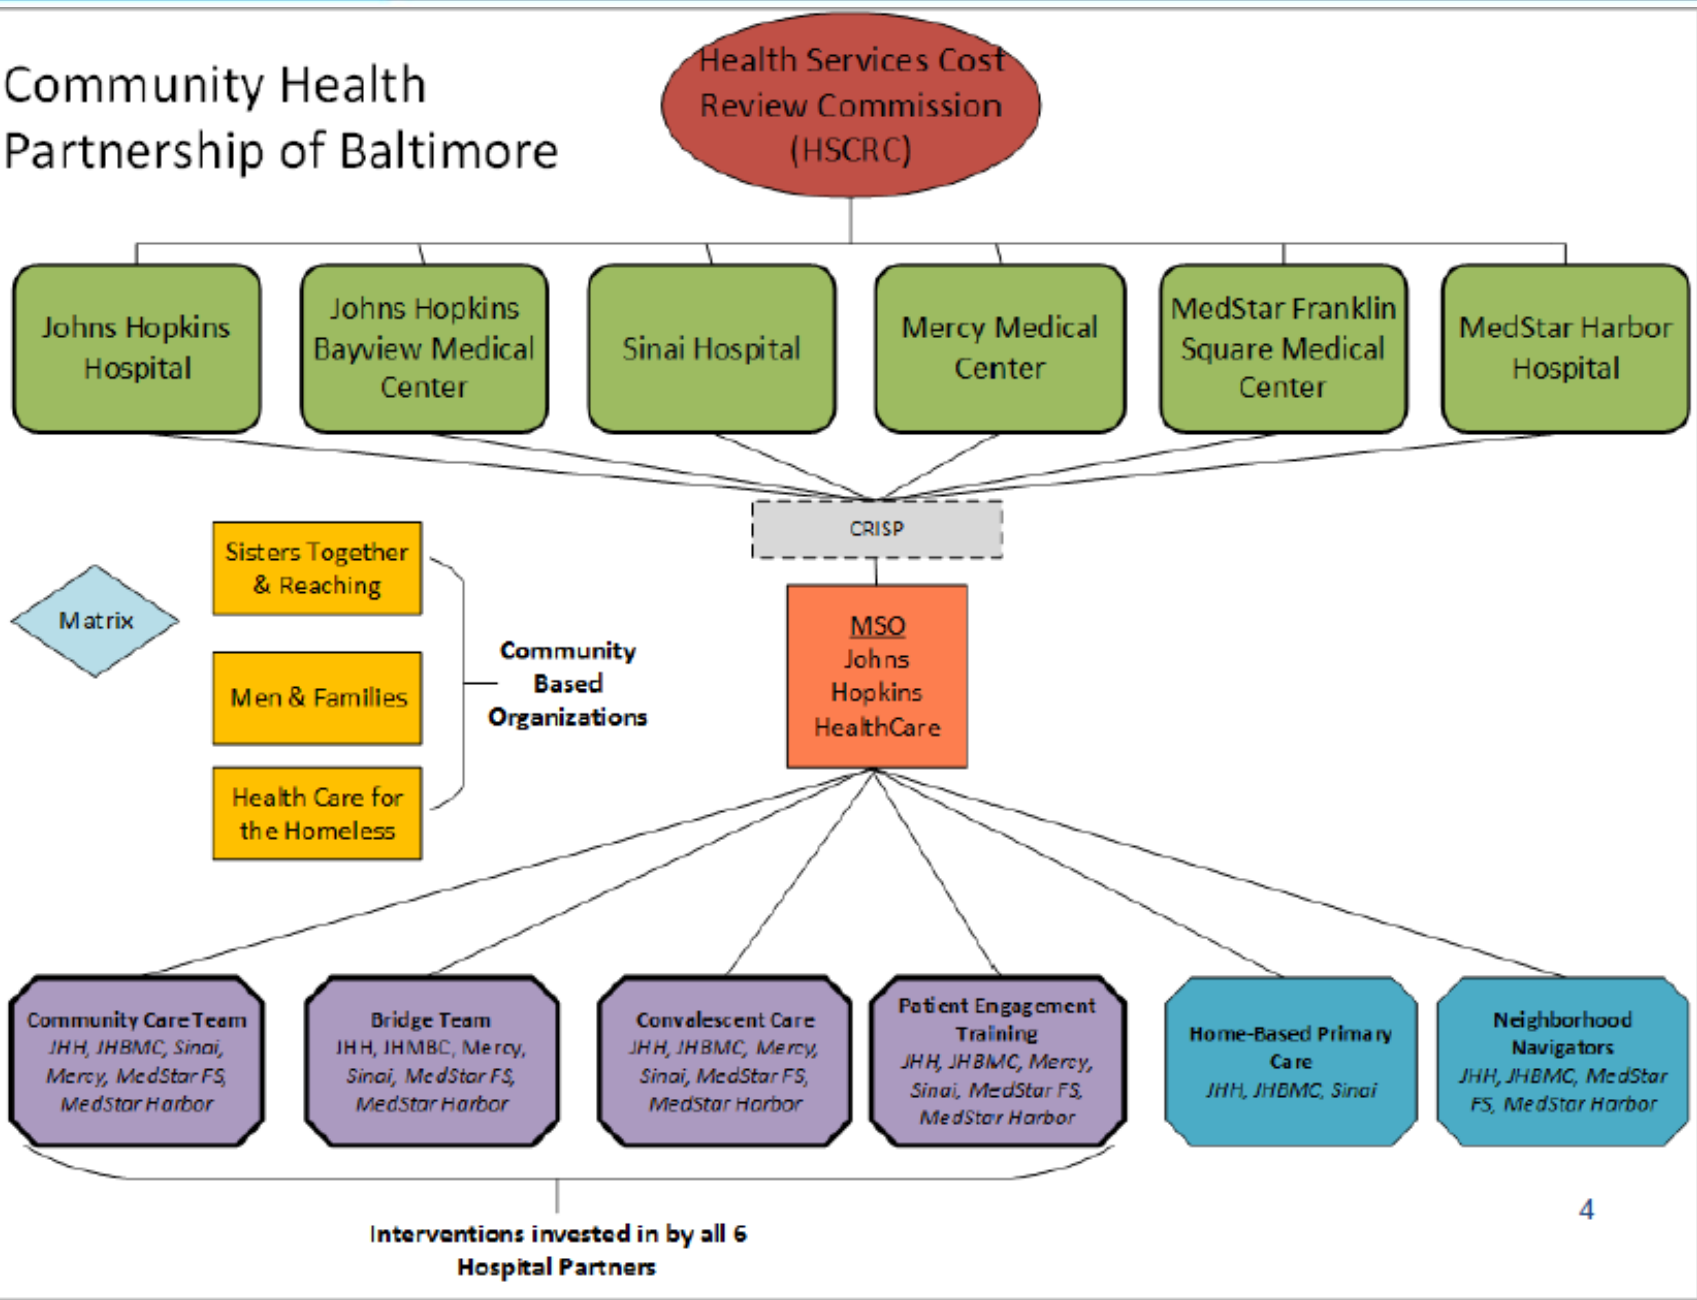 Community Health
Partnership of Baltimore
Health Services Cost
Review Commission
(HSCRC)
Johns Hopkins
Hospital
Johns Hopkins
Bayview Medical
Center
Sinai Hospital
Mercy Medical
Center
MedStar Franklin
Square Medical
Center
MedStar Harbor
Hospital
CRISP
Matrix
Sisters Together
& Reaching
Men & Families
Health Care for
the Homeless
Community
Based
Organizations
MSO
Johns
Hopkins
HealthCare
Community Care Team
JHH, JHBMC, Sinai,
Mercy, MedStar FS,
MedStar Harbor
Bridge Team
JHH, JHMBC, Mercy,
Sinai, MedStar FS,
MedStar Harbor
Convalescent Care
JHH, JHBMC, Mercy,
Sinai, MedStar FS,
MedStar Harbor
Patient Engagement
Training
JHH, JHBMC, Mercy,
Sinai, MedStar FS,
MedStar Harbor
Home-Based Primary
Care
JHH, JHBMC, Sinai
Neighborhood
Navigators
JHH, JHBMC, MedStar
FS, MedStar Harbor
Interventions invested in by all 6
Hospital Partners
4